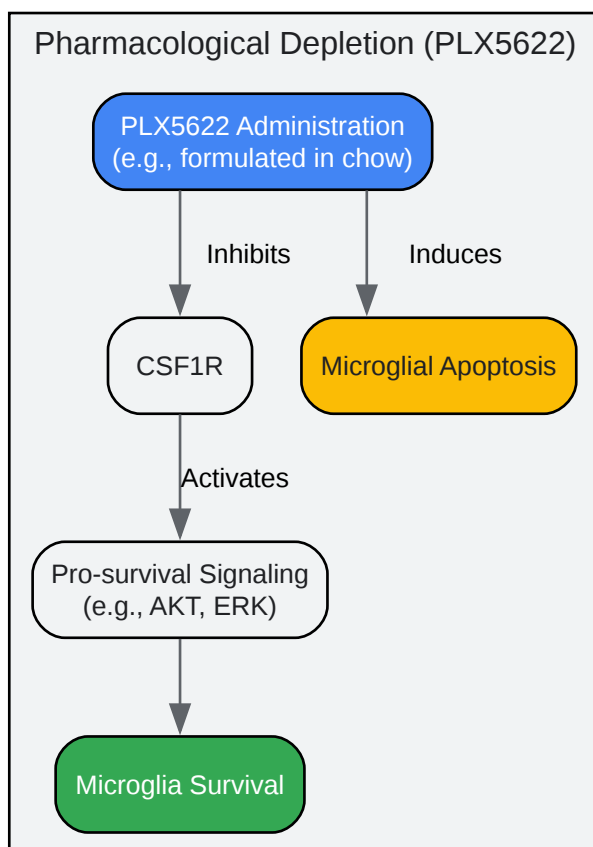 Pharmacological Depletion (PLX5622)
PLX5622 Administration
(e.g., formulated in chow)
Inhibits
Induces
CSF1R
Microglial Apoptosis
Activates
Pro-survival Signaling
(e.g., AKT, ERK)
Microglia Survival